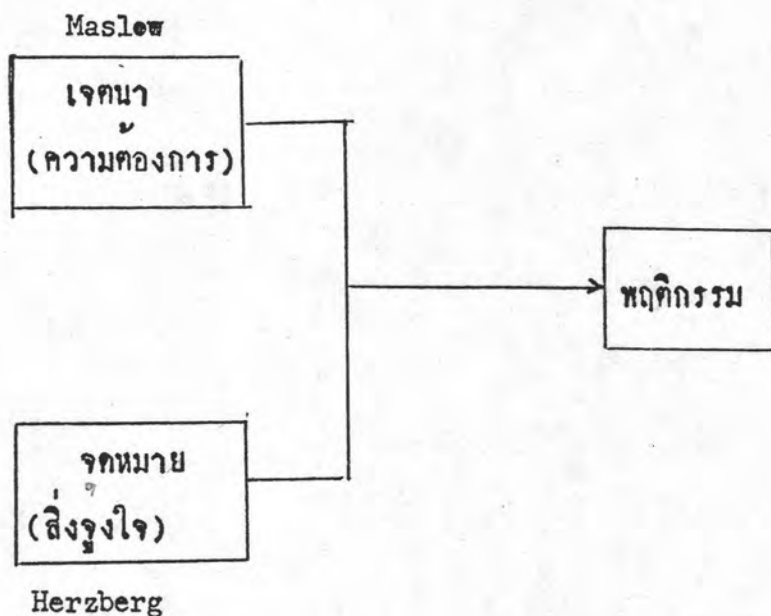 Maslow
เจตนา
(ความต้องการ)
พฤติกรรม
จุดหมาย
(สิ่งจูงใจ)
Herzberg